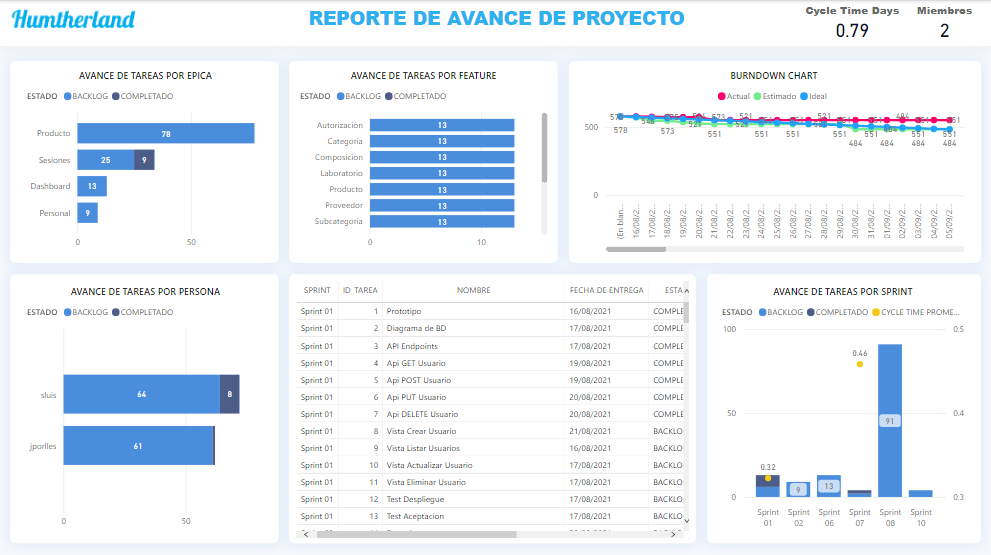 Humtherland
REPORTE DE AVANCE DE PROYECTO
Cycle Time Days
0.79
Miembros
2
AVANCE DE TAREAS POR EPICA
ESTADO BACKLOG COMPLETADO
Producto 78
Sesiones 25 9
Dashboard 13
Personal 9
0 50
AVANCE DE TAREAS POR FEATURE
ESTADO BACKLOG COMPLETADO
Autorización 13
Categoria 13
Composicion 13
Laboratorio 13
Producto 13
Proveedor 13
Subcategoria 13
0 10
BURNDOWN CHART
Actual Estimado Ideal
500
0
578 573 551 551 551 551 551 484 484 484 484
(En blan... 16/08/2... 17/08/2... 18/08/2... 19/08/2... 20/08/2... 21/08/2... 22/08/2... 23/08/2... 24/08/2... 25/08/2... 26/08/2... 27/08/2... 28/08/2... 29/08/2... 30/08/2... 31/08/2... 01/09/2... 02/09/2... 03/09/2... 04/09/2... 05/09/2...
AVANCE DE TAREAS POR PERSONA
ESTADO BACKLOG COMPLETADO
sluis 64 8
jporlles 61
0 50
SPRINT ID_TAREA NOMBRE FECHA DE ENTREGA ESTA
Sprint 01 1 Prototipo 16/08/2021 COMPLE
Sprint 01 2 Diagrama de BD 17/08/2021 COMPLE
Sprint 01 3 API Endpoints 17/08/2021 COMPLE
Sprint 01 4 Api GET Usuario 19/08/2021 COMPLE
Sprint 01 5 Api POST Usuario 19/08/2021 COMPLE
Sprint 01 6 Api PUT Usuario 20/08/2021 COMPLE
Sprint 01 7 Api DELETE Usuario 20/08/2021 COMPLE
Sprint 01 8 Vista Crear Usuario 21/08/2021 BACKLO
Sprint 01 9 Vista Listar Usuarios 16/08/2021 BACKLO
Sprint 01 10 Vista Actualizar Usuario 17/08/2021 BACKLO
Sprint 01 11 Vista Eliminar Usuario 17/08/2021 BACKLO
Sprint 01 12 Test Despliegue 17/08/2021 BACKLO
Sprint 01 13 Test Aceptacion 17/08/2021 BACKLO
AVANCE DE TAREAS POR SPRINT
ESTADO BACKLOG COMPLETADO CYCLE TIME PROME...
100 0.5
0.46
50 0.4
91
0.32
9 13
0 0.3
Sprint 01 Sprint 02 Sprint 06 Sprint 07 Sprint 08 Sprint 10